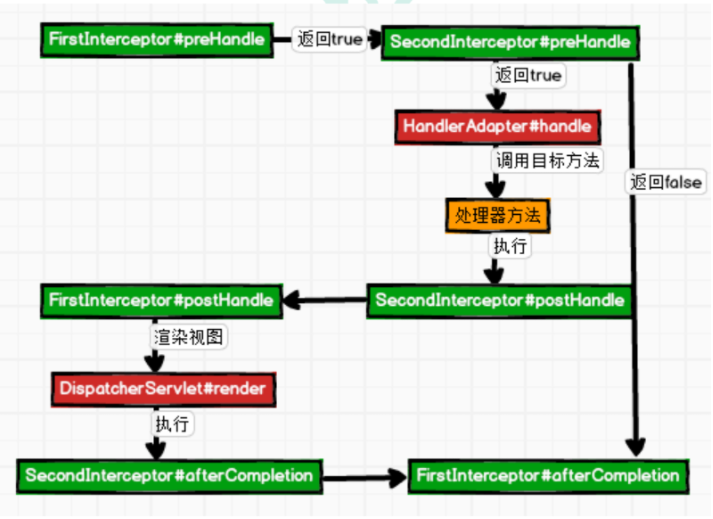 FirstInterceptor#preHandle
返回true
SecondInterceptor#preHandle
返回true
HandlerAdapter#handle
调用目标方法
返回false
处理器方法
执行
FirstInterceptor#postHandle
SecondInterceptor#postHandle
渲染视图
DispatcherServlet#render
执行
SecondInterceptor#afterCompletion
FirstInterceptor#afterCompletion